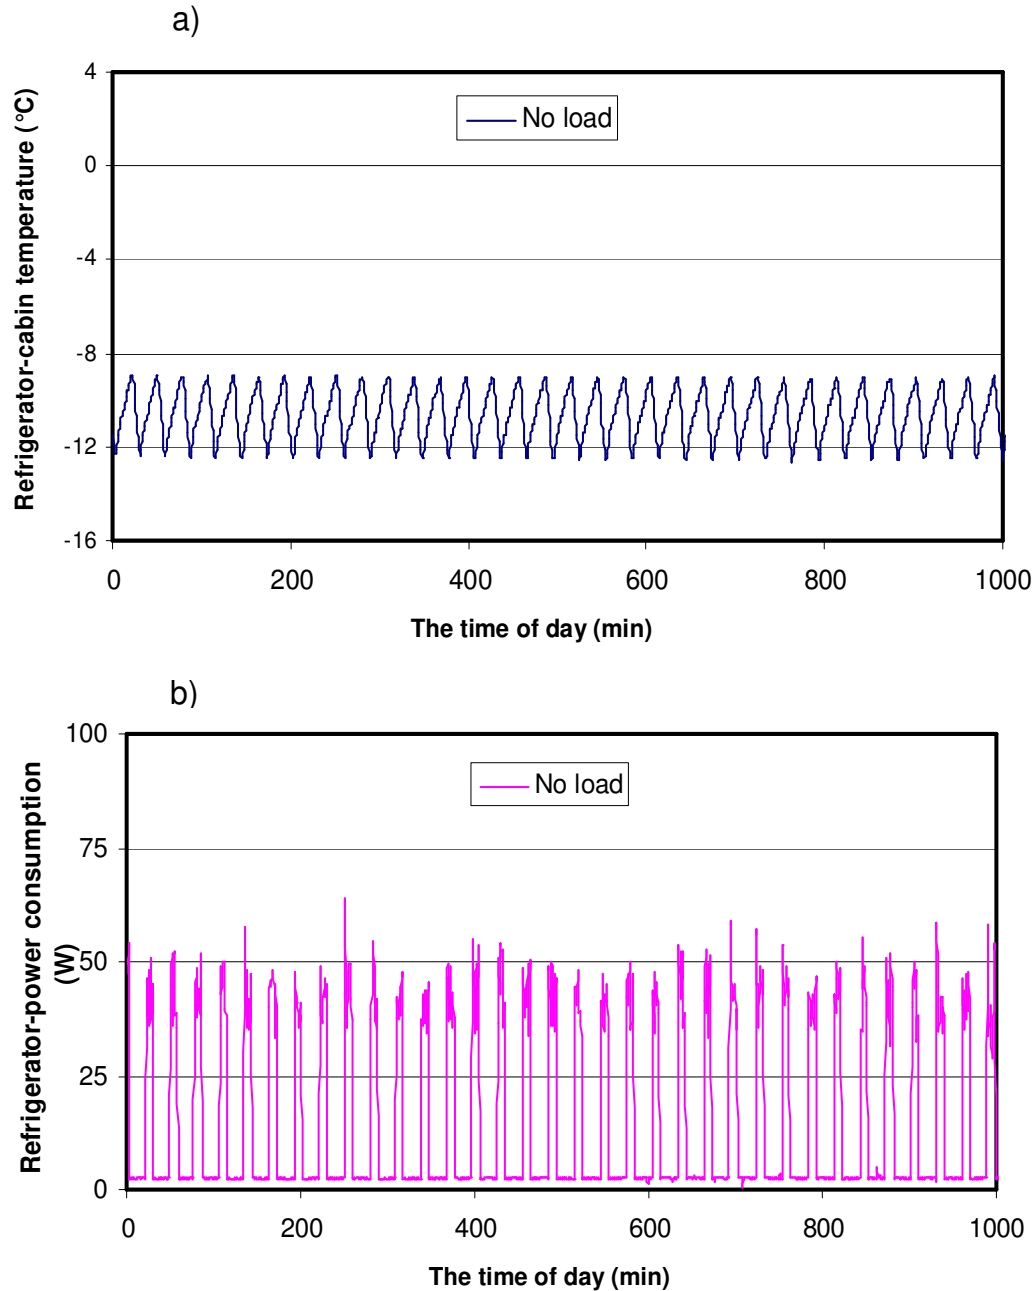 a)
Refrigerator-cabin temperature (°C)
4
0
-4
-8
-12
-16
No load
0 200 400 600 800 1000
The time of day (min)
b)
Refrigerator-power consumption
(W)
100
75
50
25
0
No load
0 200 400 600 800 1000
The time of day (min)